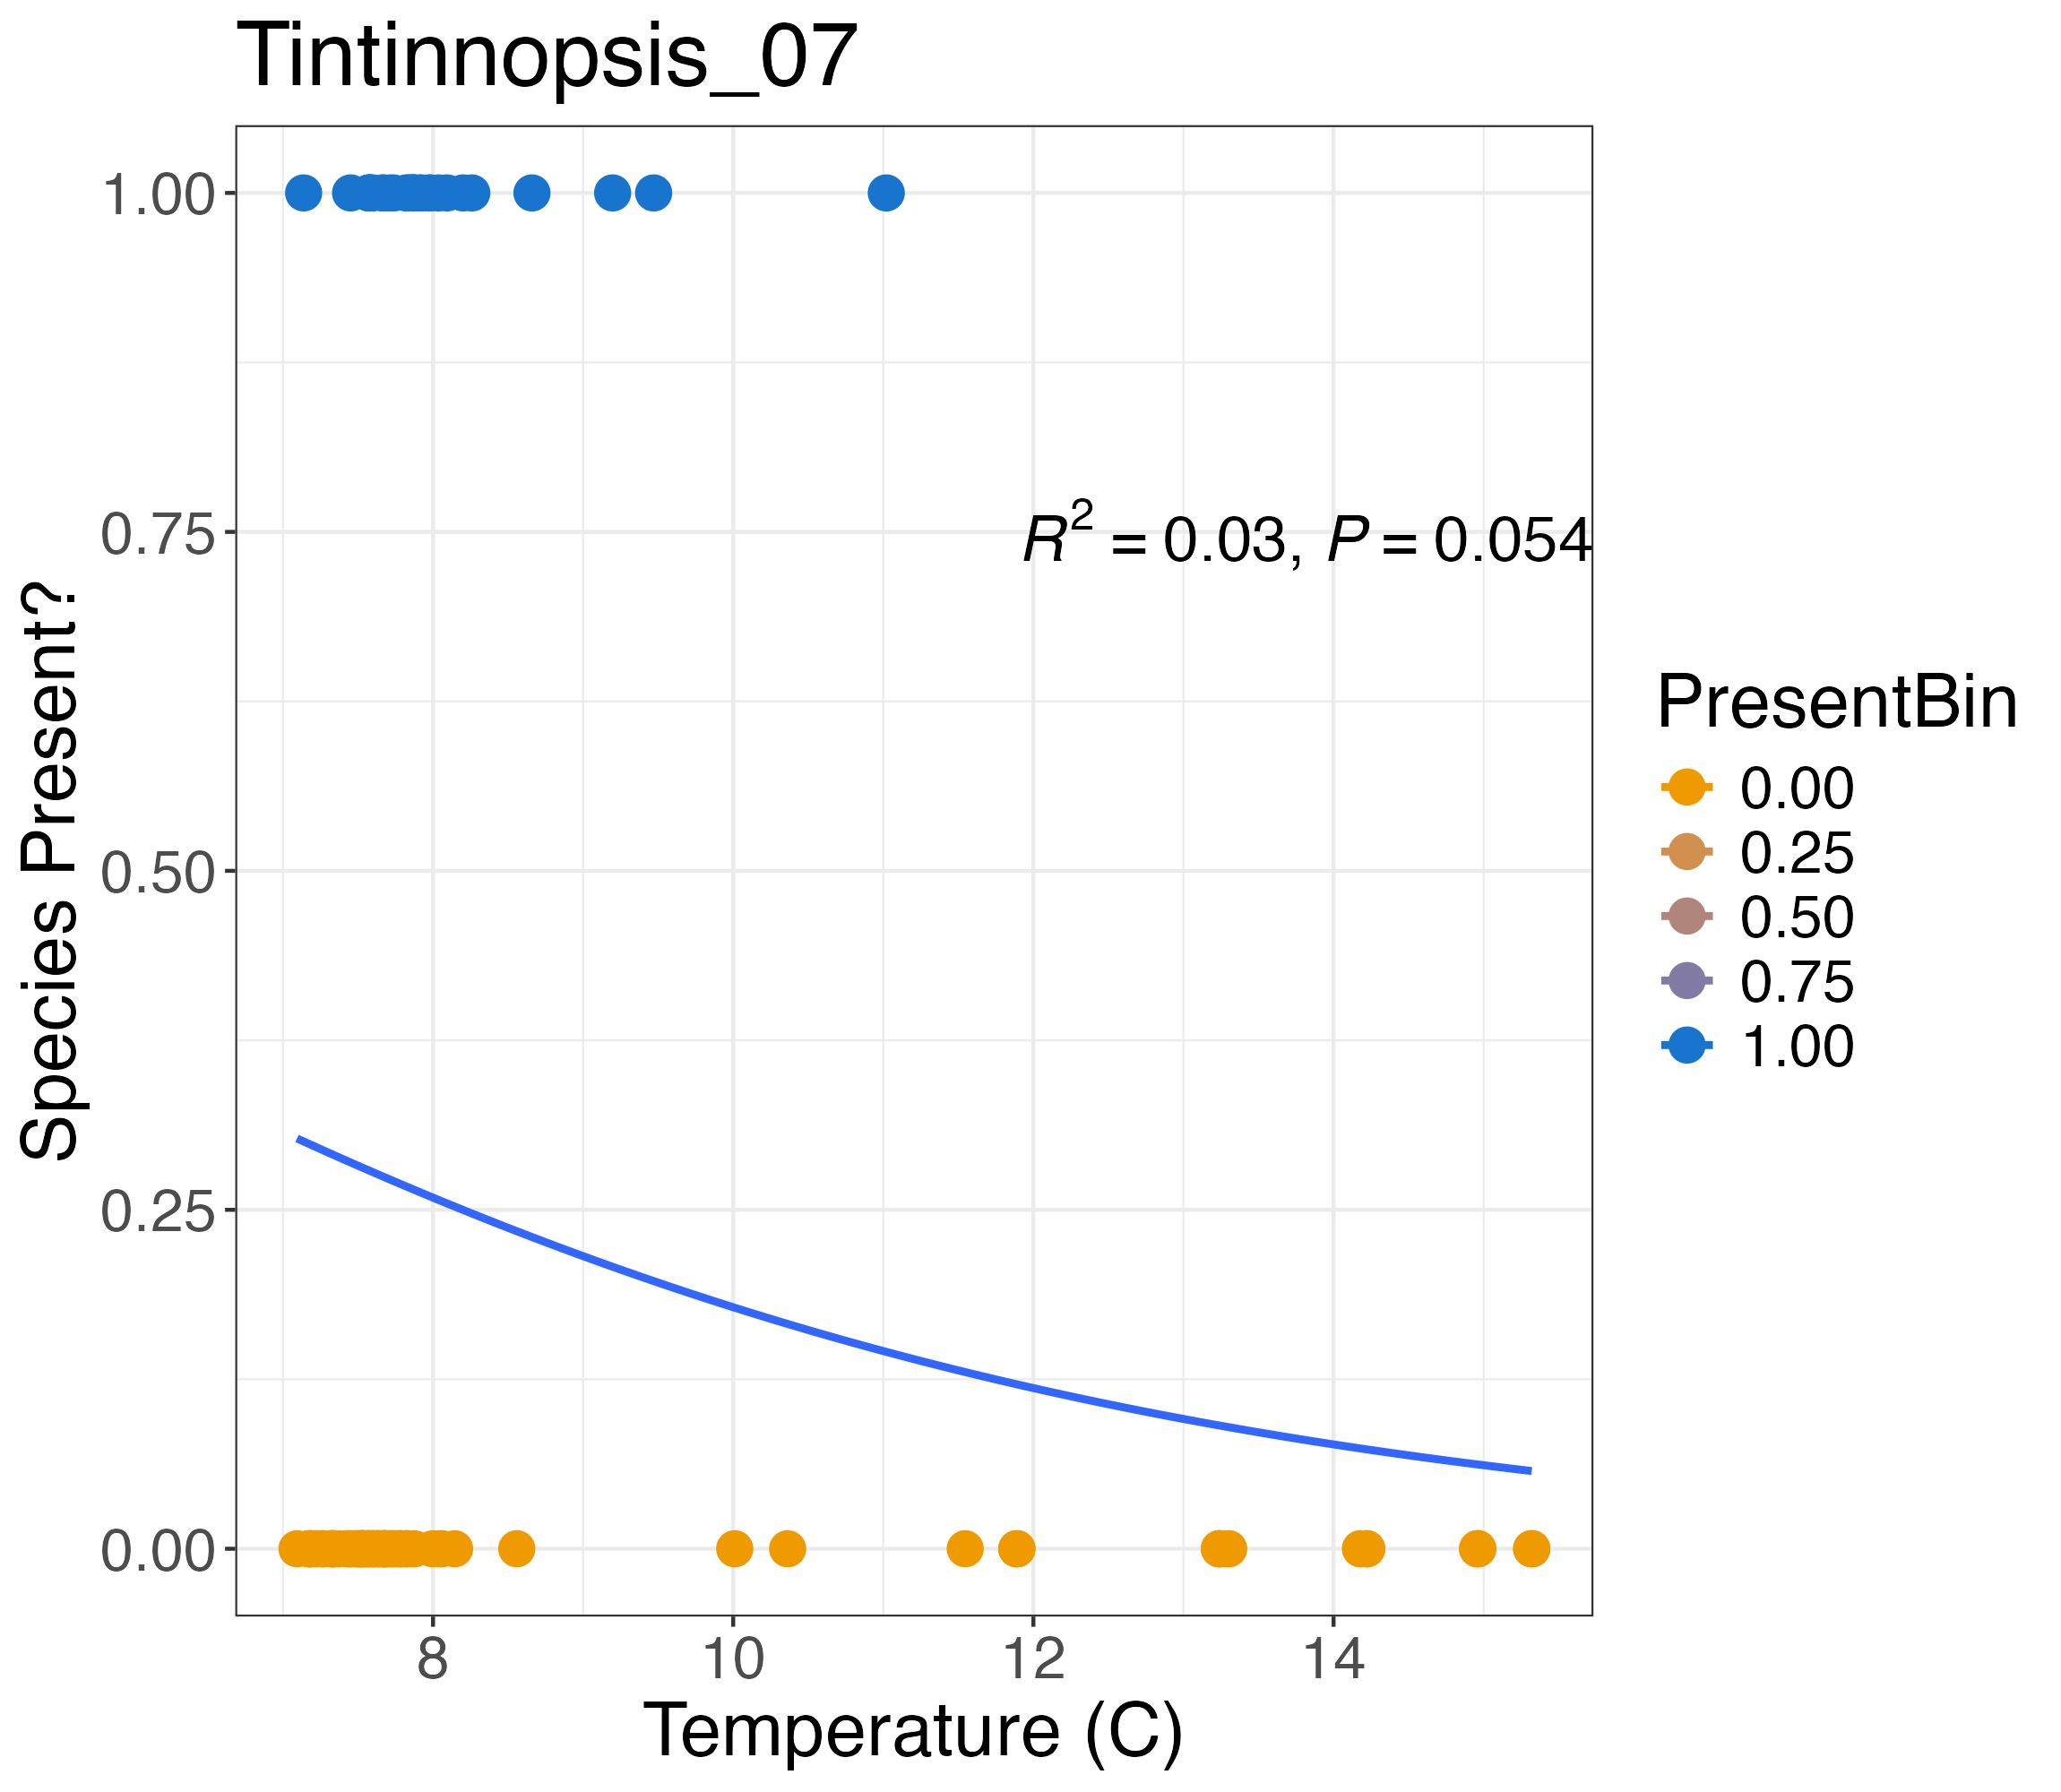 Tintinnopsis_07
Species Present?
1.00
0.75
0.50
0.25
0.00
R² = 0.03, P = 0.054
8 10 12 14
Temperature (C)
PresentBin
0.00
0.25
0.50
0.75
1.00